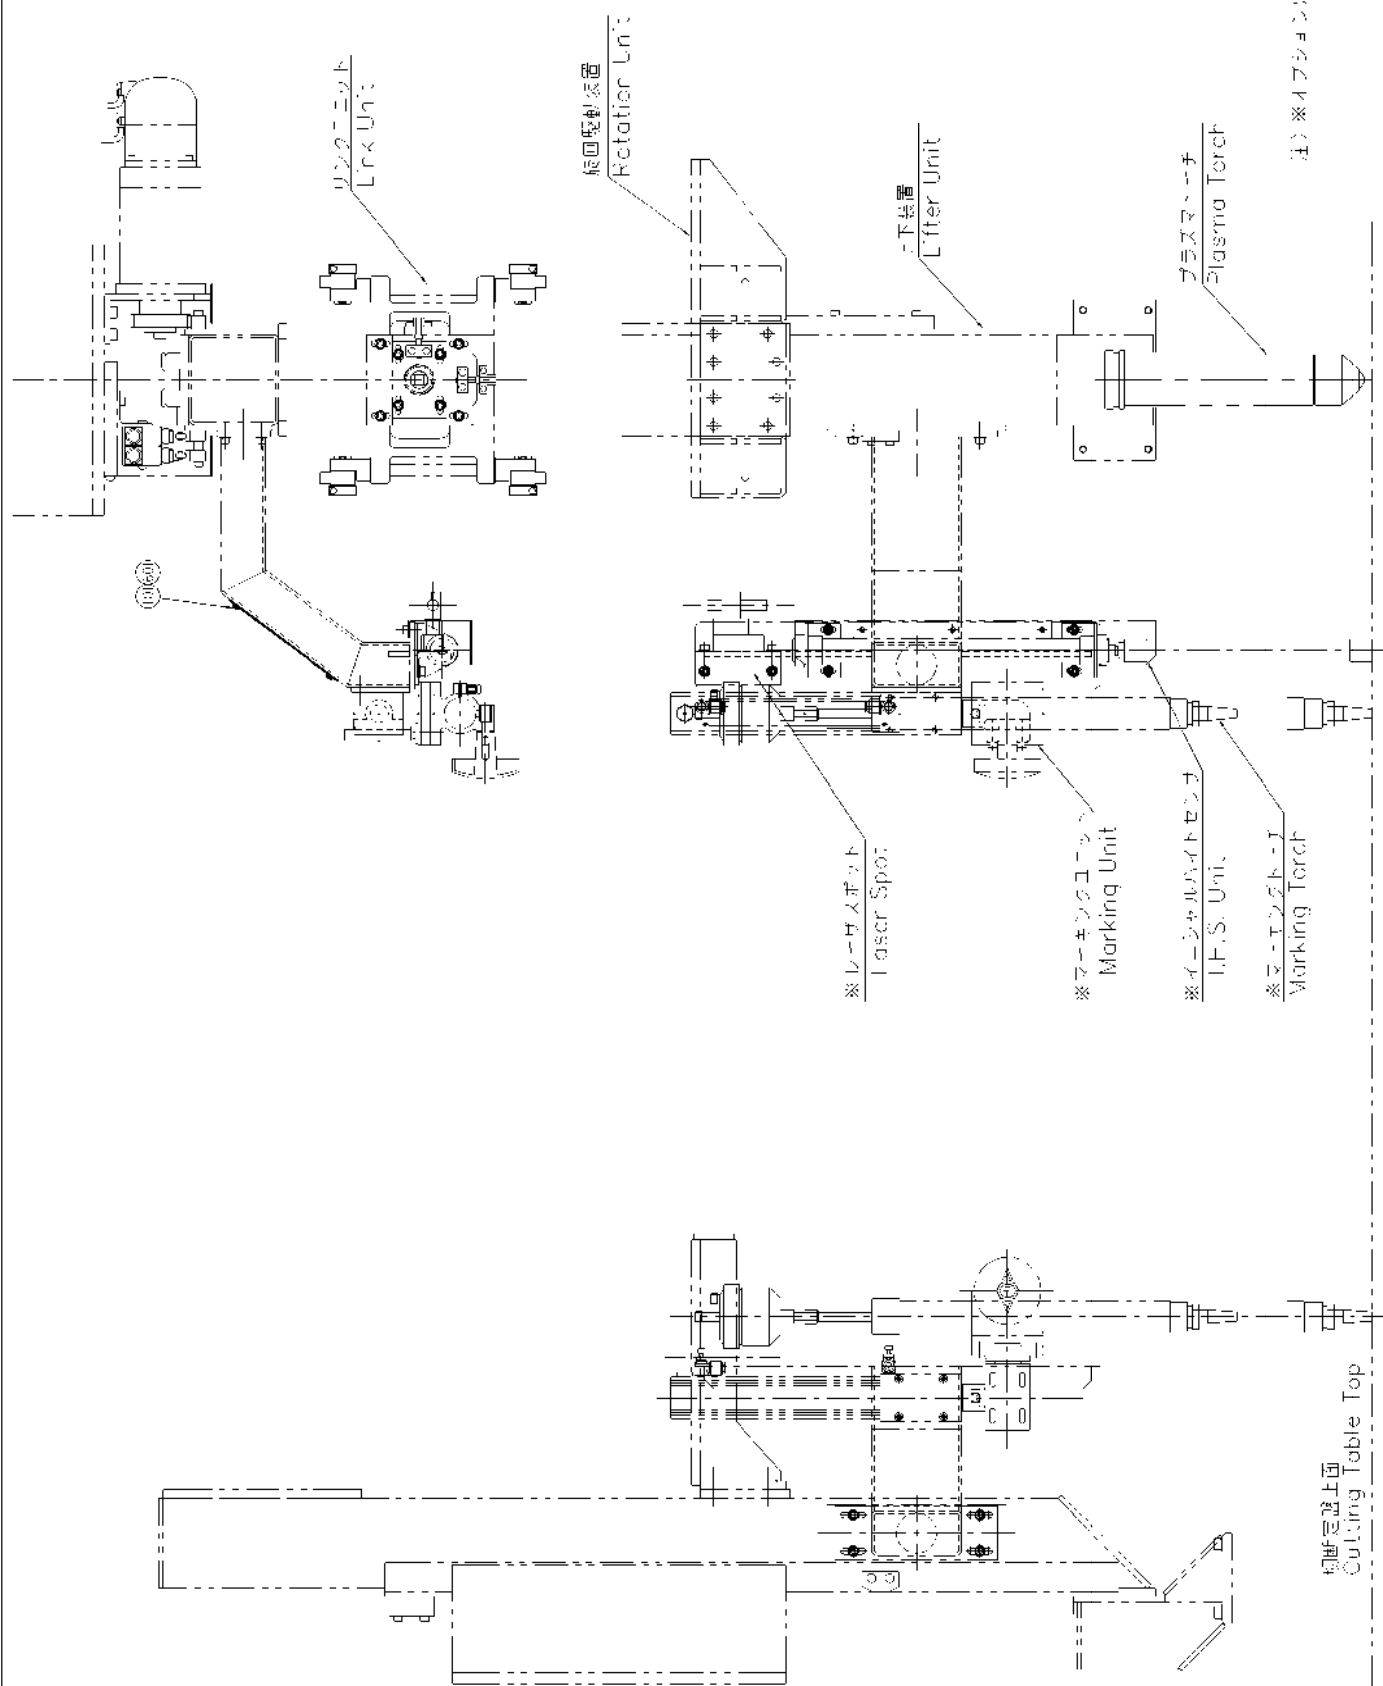 リンクユニット
Link Unit
旋回駆動装置
Rotation Unit
上下装置
Lifter Unit
プラズマトーチ
Plasma Torch
注) ※オプション
※レーザスポット
Laser Spot
※マーキングユニット
Marking Unit
※イニシャルハイトセンサ
I.H.S. Unit
※マーキングトーチ
Marking Torch
切断定盤上面
Cutting Table Top